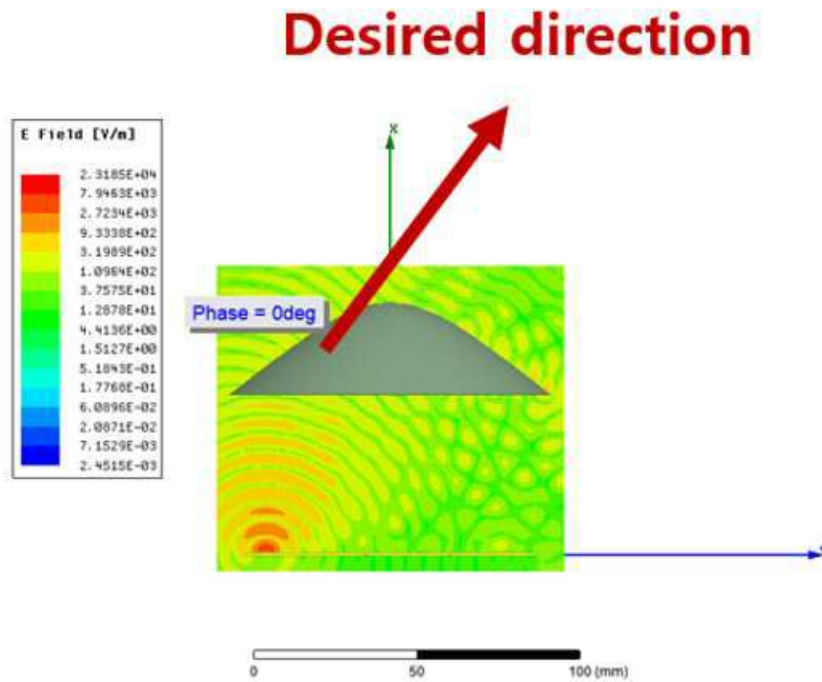 Desired direction
E Field [V/m]
2.3185E+04
7.9463E+03
2.7234E+03
9.3338E+02
3.1989E+02
1.0964E+02
3.7575E+01
1.2878E+01
4.4136E+00
1.5127E+00
5.1843E-01
1.7768E-01
6.0896E-02
2.0871E-02
7.1529E-03
2.4515E-03
X
Phase = 0deg
0 50 100 (mm)